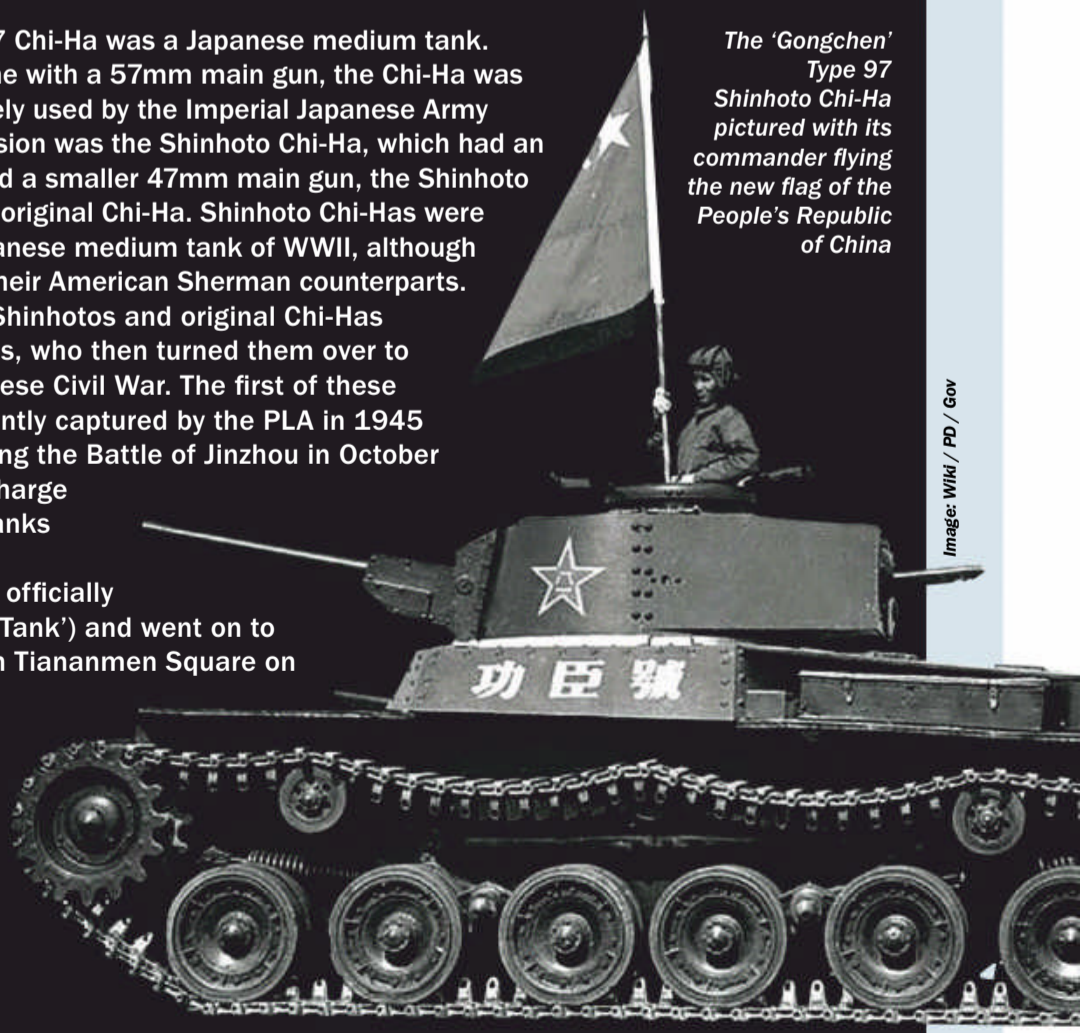 7 Chi-Ha was a Japanese medium tank.
ne with a 57mm main gun, the Chi-Ha was
ely used by the Imperial Japanese Army
sion was the Shinhoto Chi-Ha, which had an
d a smaller 47mm main gun, the Shinhoto
original Chi-Ha. Shinhoto Chi-Has were
anese medium tank of WWII, although
heir American Sherman counterparts.
Shinhotos and original Chi-Has
s, who then turned them over to
ese Civil War. The first of these
ntly captured by the PLA in 1945
ng the Battle of Jinzhou in October
harge
anks
officially
Tank’) and went on to
n Tiananmen Square on
The ‘Gongchen’
Type 97
Shinhoto Chi-Ha
pictured with its
commander flying
the new flag of the
People’s Republic
of China
Image: Wiki / PD / Gov
八一
功臣號